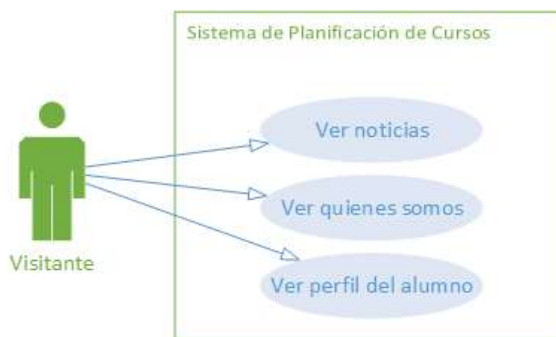 Sistema de Planificación de Cursos
Ver noticias
Ver quienes somos
Visitante
Ver perfil del alumno